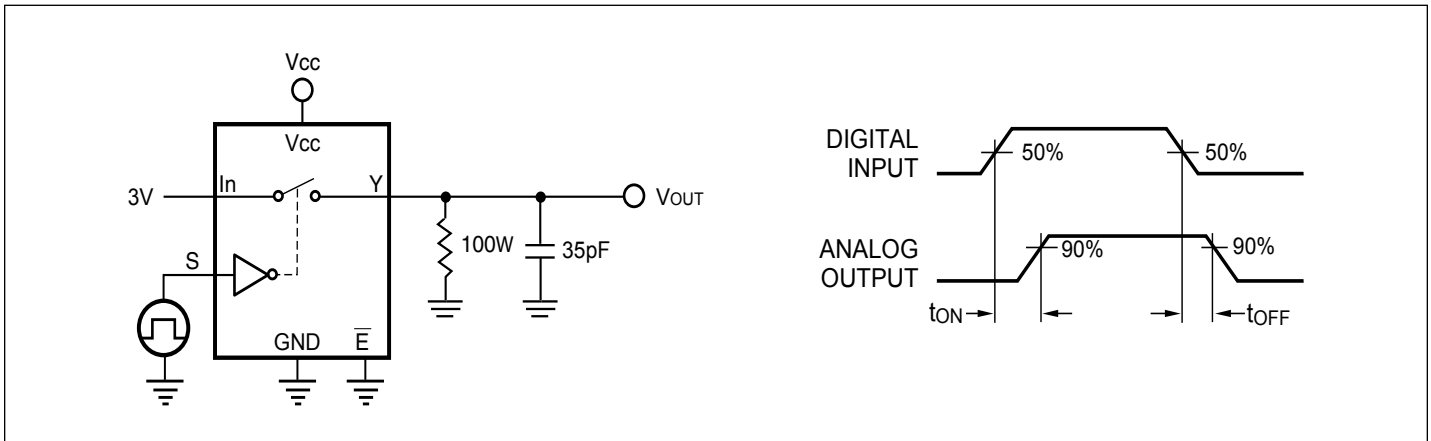 Vcc
Vcc
3V
In
Y
VOUT
100W
35pF
S
GND
E̅
DIGITAL
INPUT
50%
50%
ANALOG
OUTPUT
90%
90%
tON
tOFF